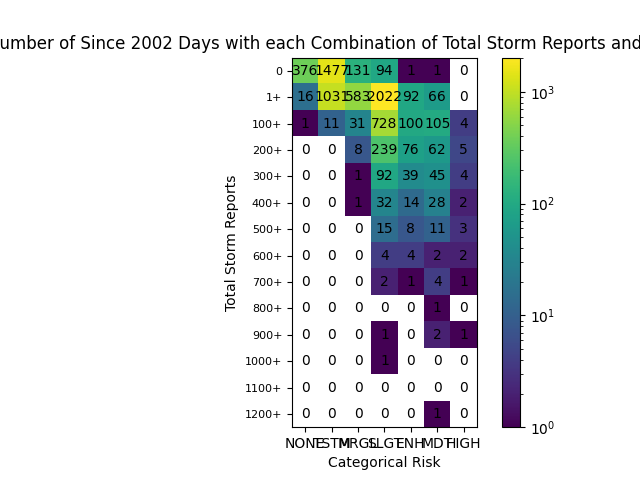 umber of Since 2002 Days with each Combination of Total Storm Reports and
0 376 1477 131 94 1 1 0
1+ 16 1031 583 2022 92 66 0
100+ 1 11 31 728 100 105 4
200+ 0 0 8 239 76 62 5
300+ 0 0 1 92 39 45 4
400+ 0 0 1 32 14 28 2
500+ 0 0 0 15 8 11 3
600+ 0 0 0 4 4 2 2
700+ 0 0 0 2 1 4 1
800+ 0 0 0 0 0 1 0
900+ 0 0 0 1 0 2 1
1000+ 0 0 0 1 0 0 0
1100+ 0 0 0 0 0 0 0
1200+ 0 0 0 0 0 1 0
NONE TSTM MRGL SLGT ENH MDT HIGH
Categorical Risk
Total Storm Reports
10³
10²
10¹
10⁰